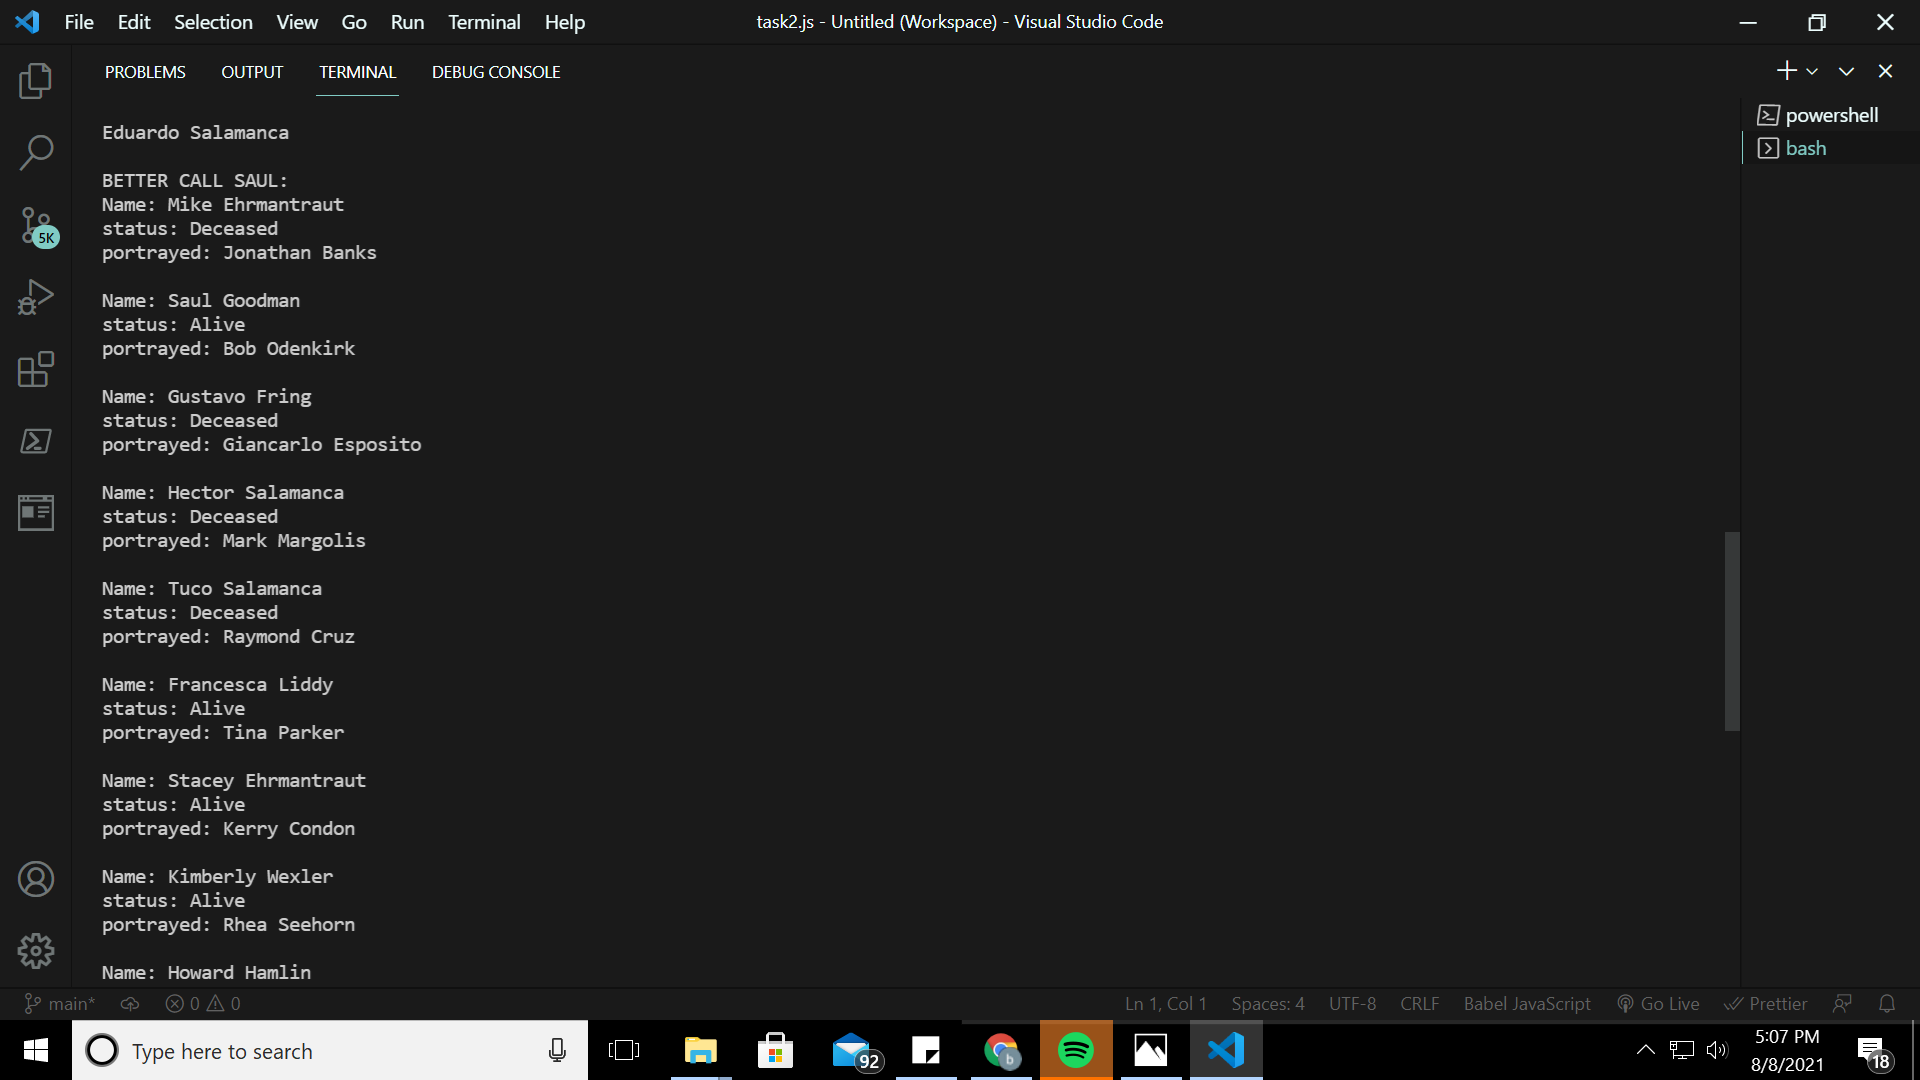 File Edit Selection View Go Run Terminal Help
task2.js - Untitled (Workspace) - Visual Studio Code
PROBLEMS OUTPUT TERMINAL DEBUG CONSOLE
powershell
bash
5K
Eduardo Salamanca
BETTER CALL SAUL:
Name: Mike Ehrmantraut
status: Deceased
portrayed: Jonathan Banks
Name: Saul Goodman
status: Alive
portrayed: Bob Odenkirk
Name: Gustavo Fring
status: Deceased
portrayed: Giancarlo Esposito
Name: Hector Salamanca
status: Deceased
portrayed: Mark Margolis
Name: Tuco Salamanca
status: Deceased
portrayed: Raymond Cruz
Name: Francesca Liddy
status: Alive
portrayed: Tina Parker
Name: Stacey Ehrmantraut
status: Alive
portrayed: Kerry Condon
Name: Kimberly Wexler
status: Alive
portrayed: Rhea Seehorn
Name: Howard Hamlin
main* 0 0 Ln 1, Col 1 Spaces: 4 UTF-8 CRLF Babel JavaScript Go Live Prettier
Type here to search
92
b
5:07 PM
8/8/2021
18